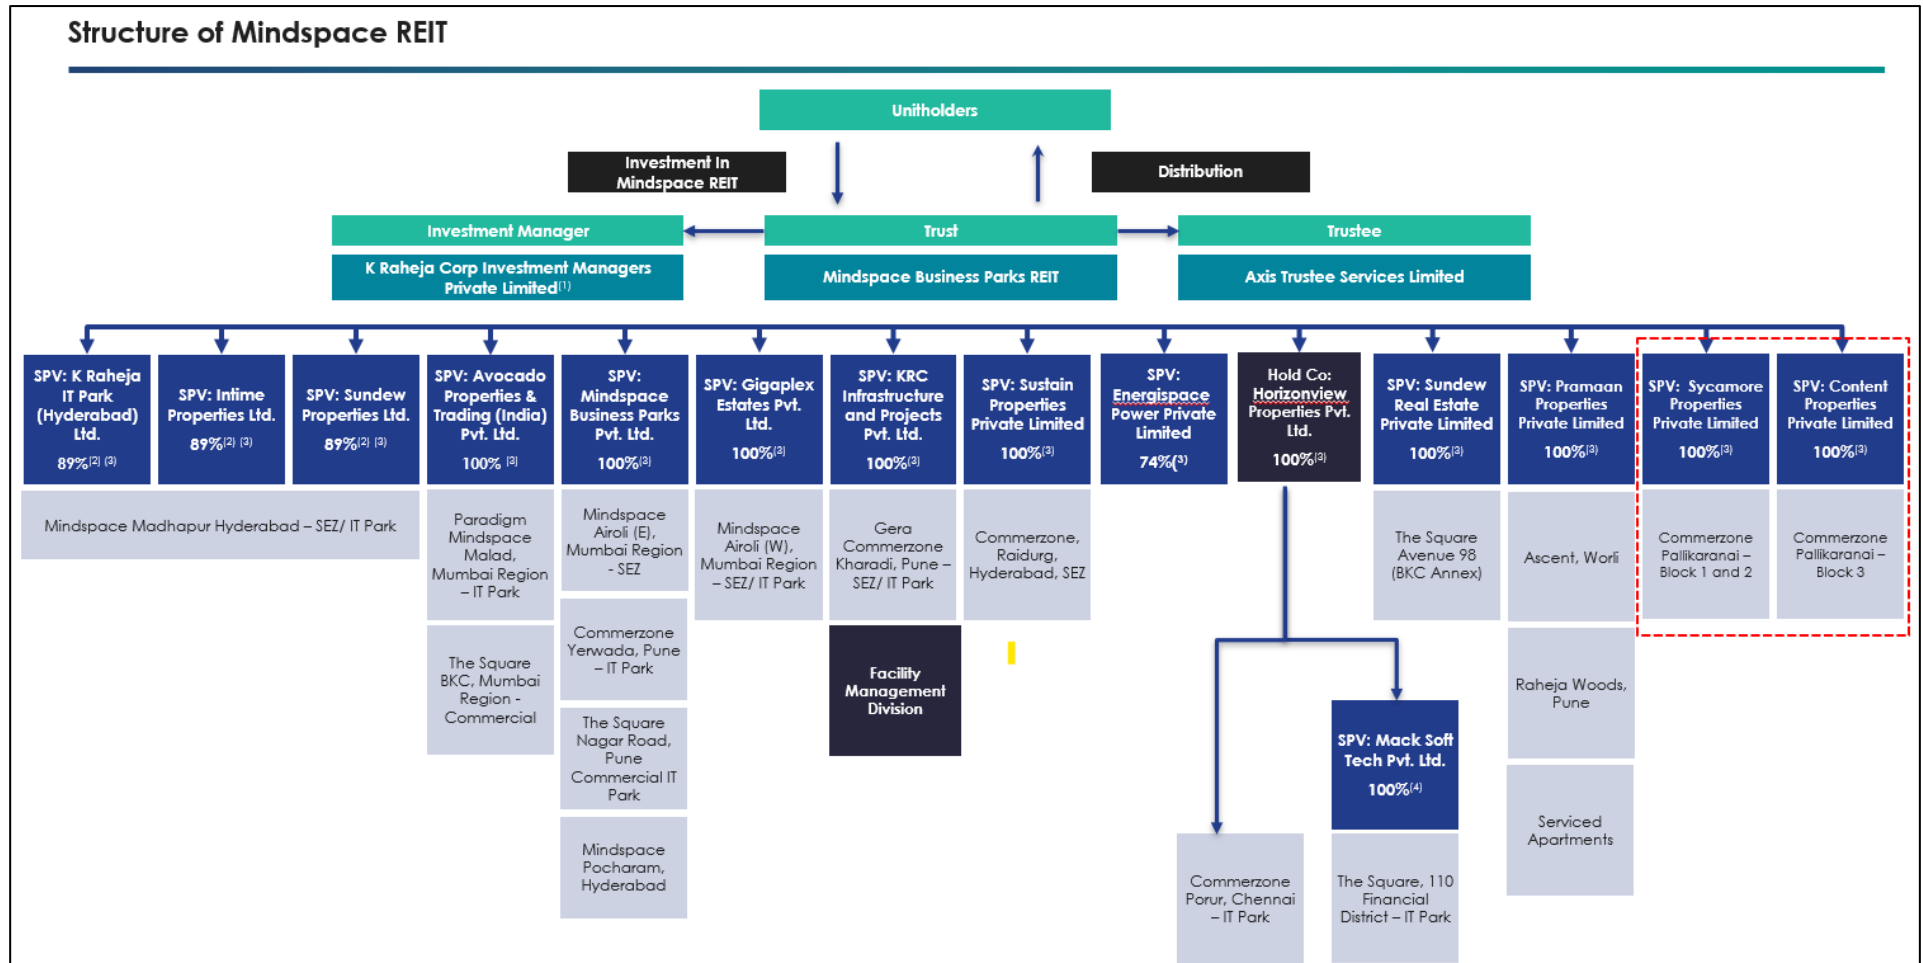 Structure of Mindspace REIT
Unitholders
Investment In
Mindspace REIT
Distribution
Investment Manager
Trust
Trustee
K Raheja Corp Investment Managers
Private Limited(1)
Mindspace Business Parks REIT
Axis Trustee Services Limited
SPV: K Raheja
IT Park
(Hyderabad)
Ltd.
89%(2) (3)
SPV: Intime
Properties Ltd.
89%(2) (3)
SPV: Sundew
Properties Ltd.
89%(2) (3)
SPV: Avocado
Properties &
Trading (India)
Pvt. Ltd.
100% (3)
SPV:
Mindspace
Business Parks
Pvt. Ltd.
100%(3)
SPV: Gigaplex
Estates Pvt.
Ltd.
100%(3)
SPV: KRC
Infrastructure
and Projects
Pvt. Ltd.
100%(3)
SPV: Sustain
Properties
Private Limited
100%(3)
SPV:
Energispace
Power Private
Limited
74%(3)
Hold Co:
Horizonview
Properties Pvt.
Ltd.
100%(3)
SPV: Sundew
Real Estate
Private Limited
100%(3)
SPV: Pramaan
Properties
Private Limited
100%(3)
SPV: Sycamore
Properties
Private Limited
100%(3)
SPV: Content
Properties
Private Limited
100%(3)
Mindspace Madhapur Hyderabad – SEZ/ IT Park
Paradigm
Mindspace
Malad,
Mumbai Region
– IT Park
The Square
BKC, Mumbai
Region -
Commercial
Mindspace
Airoli (E),
Mumbai Region
- SEZ
Commerzone
Yerwada, Pune
– IT Park
The Square
Nagar Road,
Pune
Commercial IT
Park
Mindspace
Pocharam,
Hyderabad
Mindspace
Airoli (W),
Mumbai Region
– SEZ/ IT Park
Gera
Commerzone
Kharadi, Pune –
SEZ/ IT Park
Facility
Management
Division
Commerzone,
Raidurg,
Hyderabad, SEZ
Commerzone
Porur, Chennai
– IT Park
SPV: Mack Soft
Tech Pvt. Ltd.
100%(4)
The Square, 110
Financial
District – IT Park
The Square
Avenue 98
(BKC Annex)
Ascent, Worli
Raheja Woods,
Pune
Serviced
Apartments
Commerzone
Pallikaranai –
Block 1 and 2
Commerzone
Pallikaranai –
Block 3